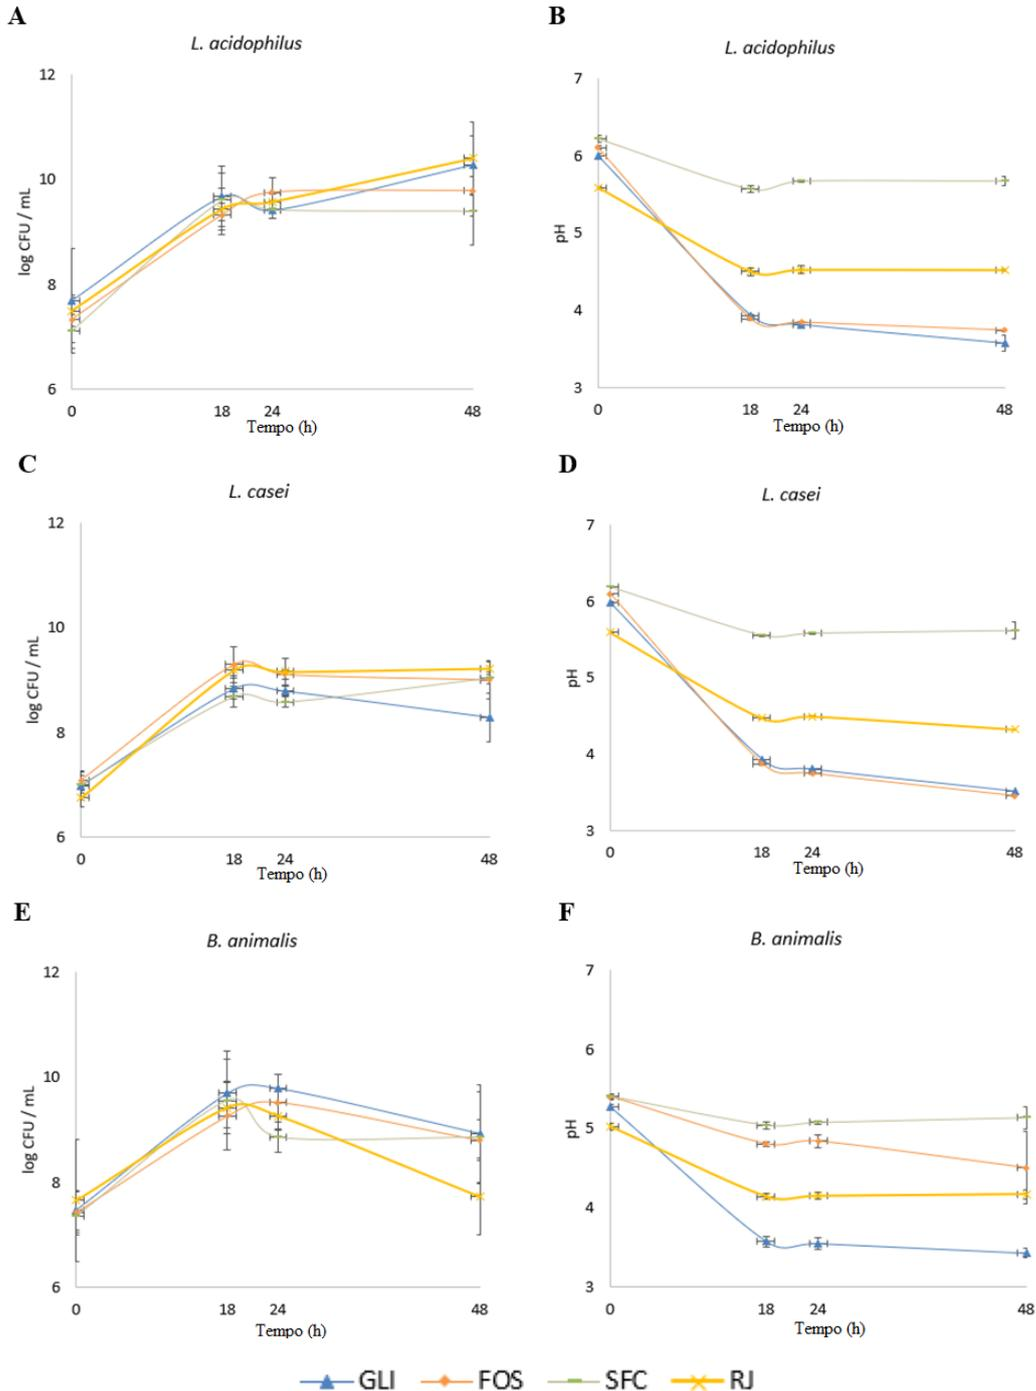 A
L. acidophilus
log CFU / mL
12
10
8
6
0 18 24 48
Tempo (h)
B
L. acidophilus
pH
7
6
5
4
3
0 18 24 48
Tempo (h)
C
L. casei
log CFU / mL
12
10
8
6
0 18 24 48
Tempo (h)
D
L. casei
pH
7
6
5
4
3
0 18 24 48
Tempo (h)
E
B. animalis
log CFU / mL
12
10
8
6
0 18 24 48
Tempo (h)
F
B. animalis
pH
7
6
5
4
3
0 18 24 48
Tempo (h)
GLI FOS SFC RJ